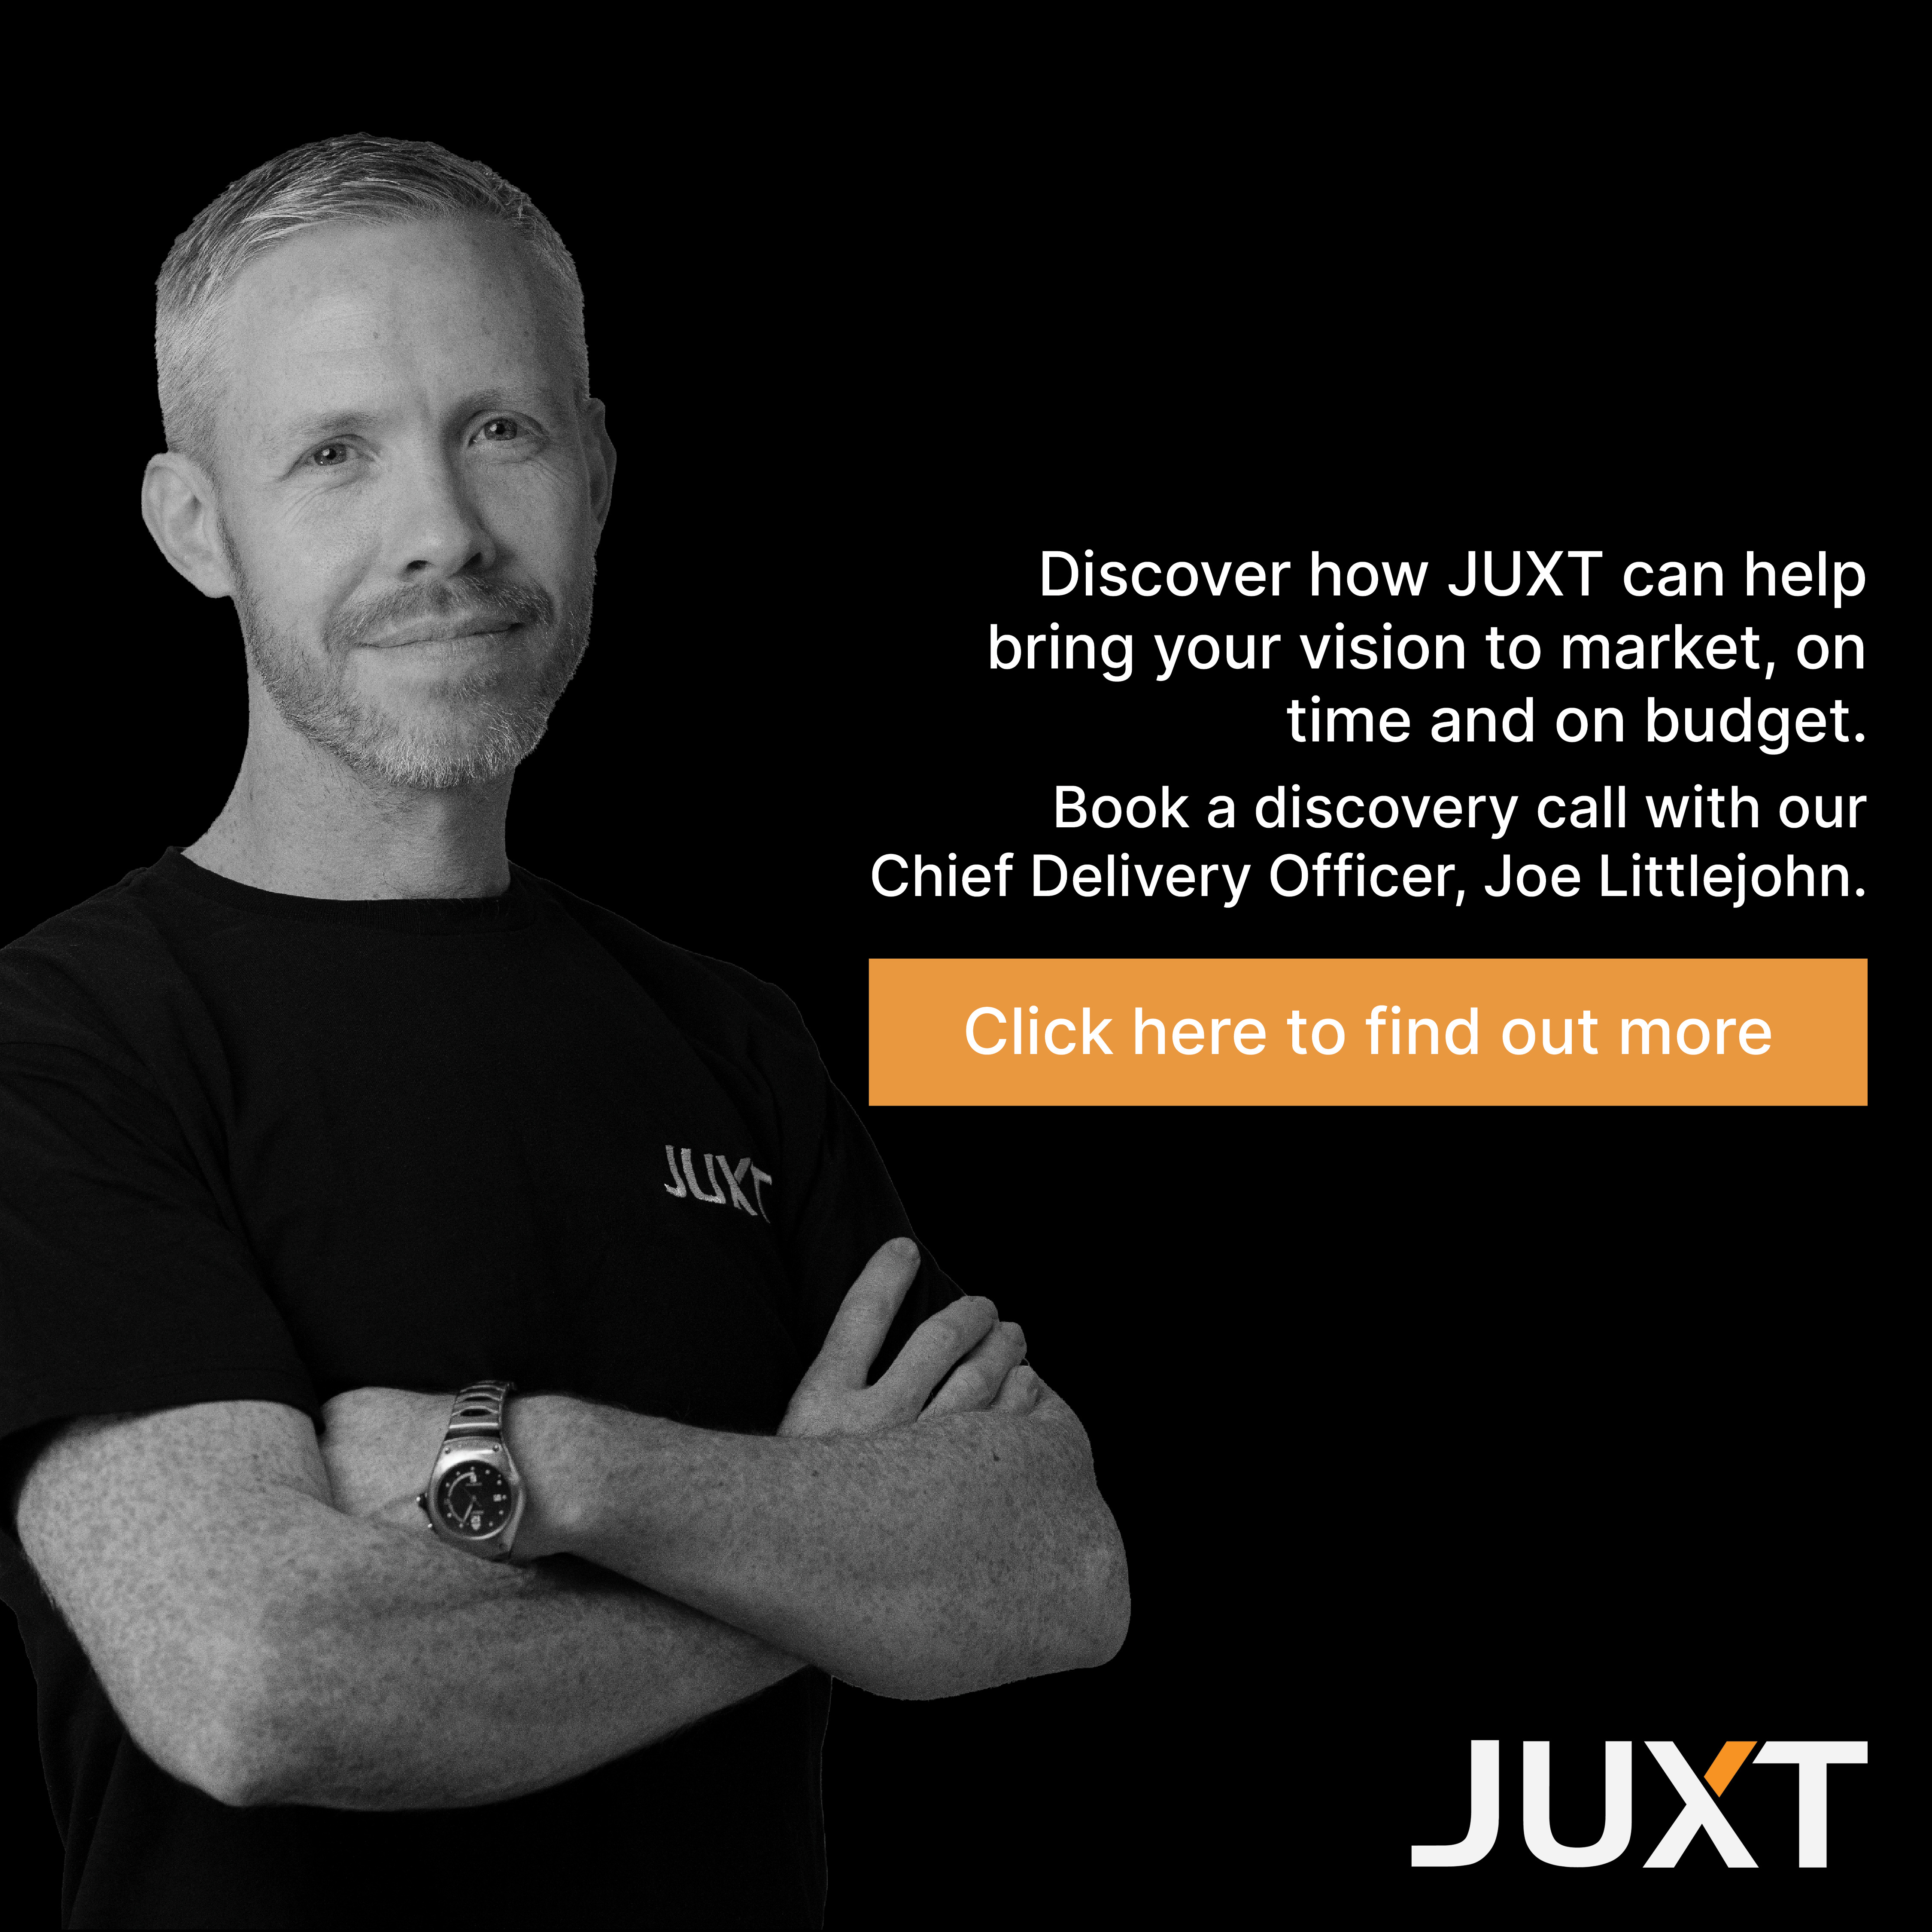 Discover how JUXT can help
bring your vision to market, on
time and on budget.
Book a discovery call with our
Chief Delivery Officer, Joe Littlejohn.
Click here to find out more
JUXT
JUXT